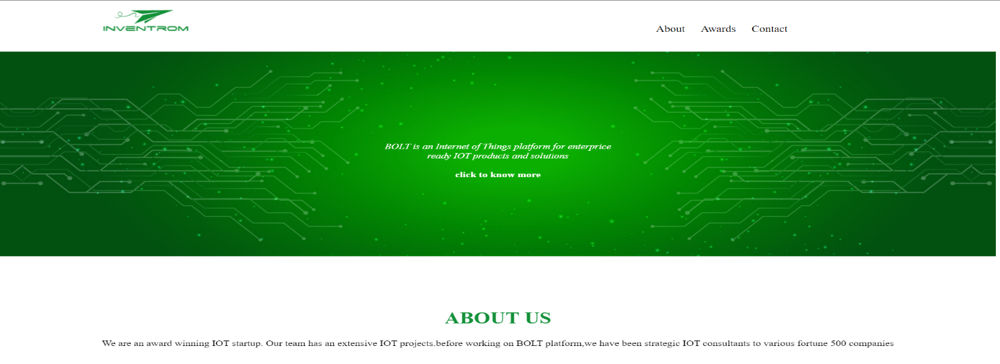 INVENTROM
About Awards Contact
BOLT is an Internet of Things platform for enterprice
ready IOT products and solutions
click to know more
ABOUT US
We are an award winning IOT startup. Our team has an extensive IOT projects.before working on BOLT platform,we have been strategic IOT consultants to various fortune 500 companies